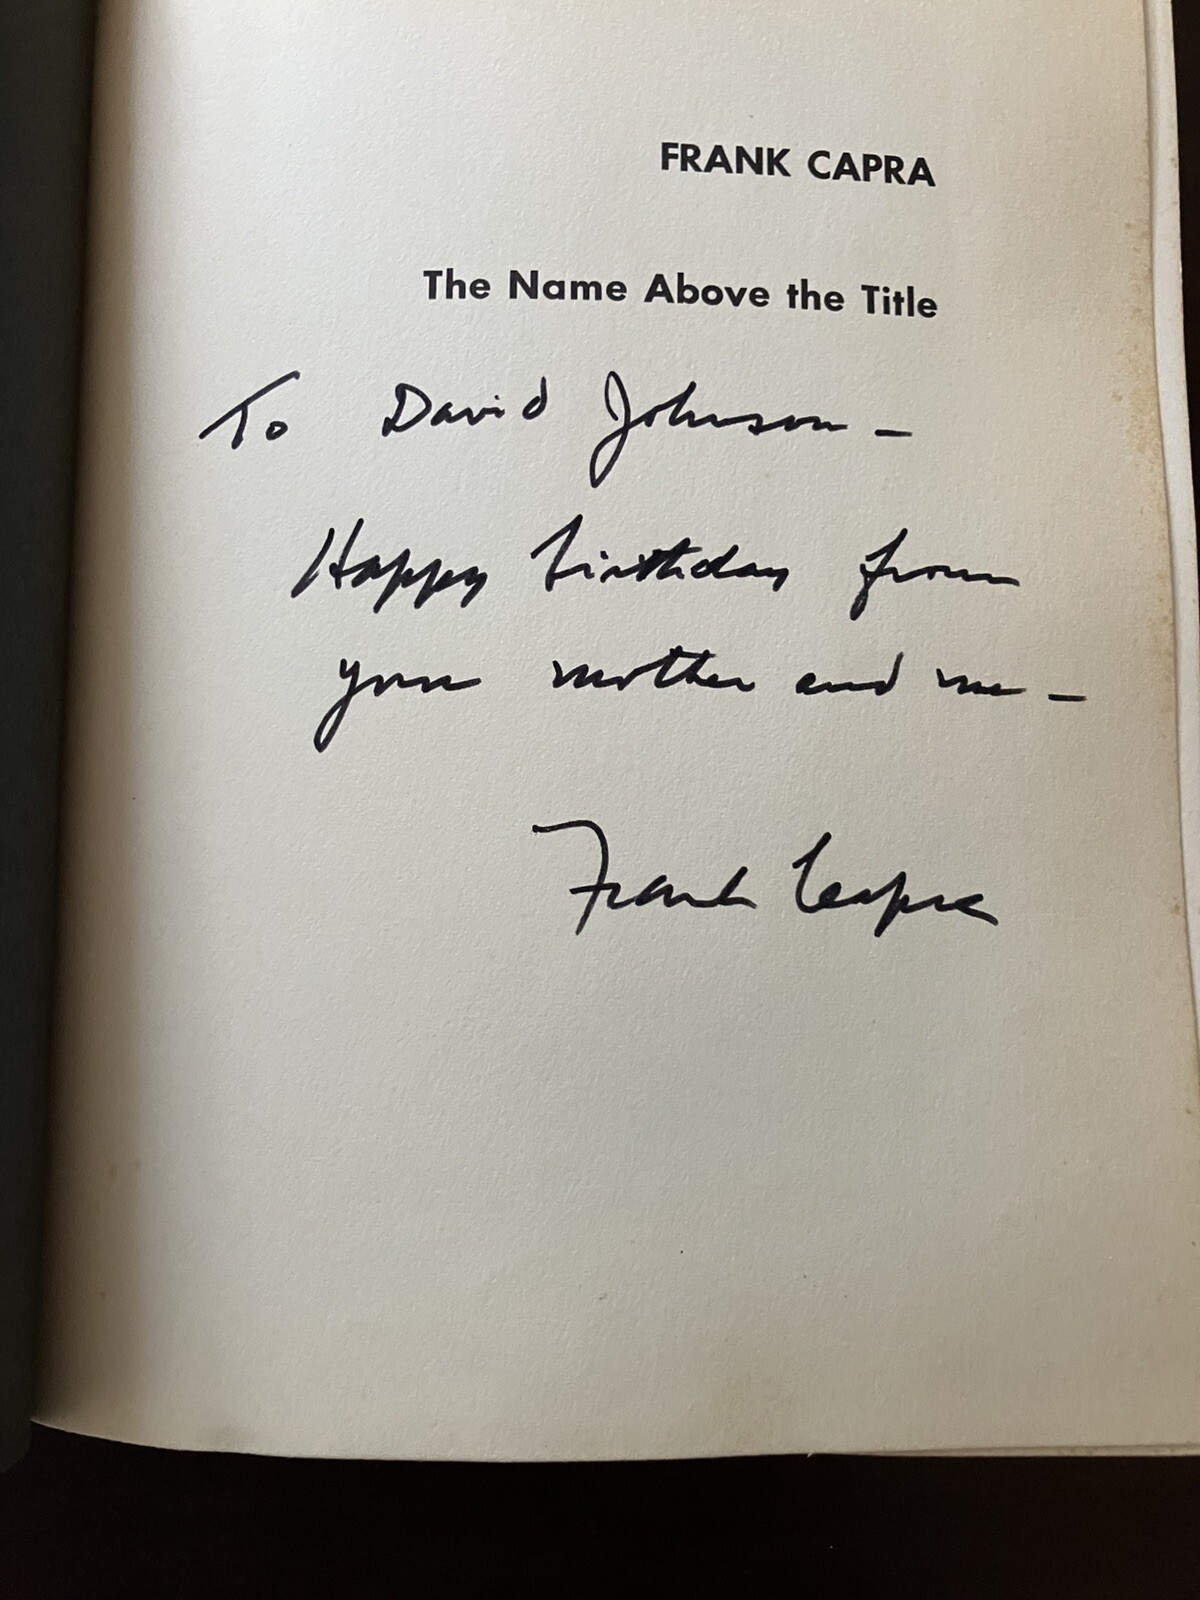 FRANK CAPRA
The Name Above the Title
To David Johnson –
Happy birthday from
your mother and me –
Frank Capra